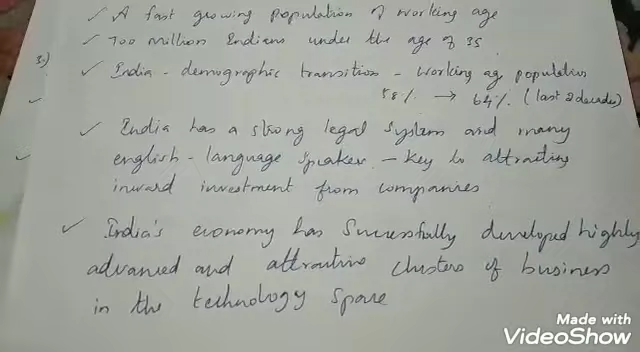 ✓ A fast growing population of working age
✓ 700 million Indians under the age of 35
3.)
✓ India - demographic transition - working age population
58% → 64% (last 2 decades)
✓ India has a strong legal system and many
english - language speaker - key to attracting
inward investment from companies
✓ India's economy has successfully developed highly
advanced and attractive clusters of business
in the technology space
Made with
VideoShow